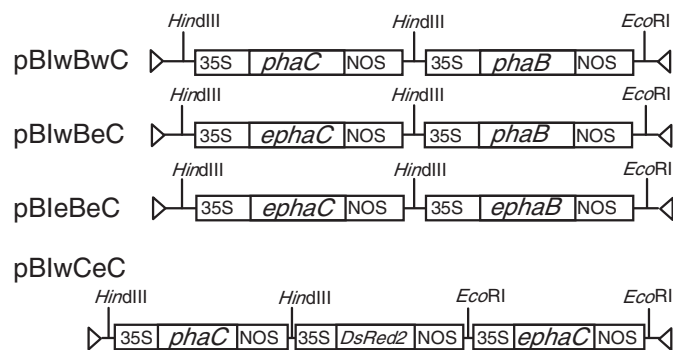 HindIII HindIII EcoRI
pBIwBwC 35S phaC NOS 35S phaB NOS
HindIII HindIII EcoRI
pBIwBeC 35S ephaC NOS 35S phaB NOS
HindIII HindIII EcoRI
pBIeBeC 35S ephaC NOS 35S ephaB NOS
pBIwCeC
HindIII HindIII EcoRI EcoRI
35S phaC NOS 35S DsRed2 NOS 35S ephaC NOS